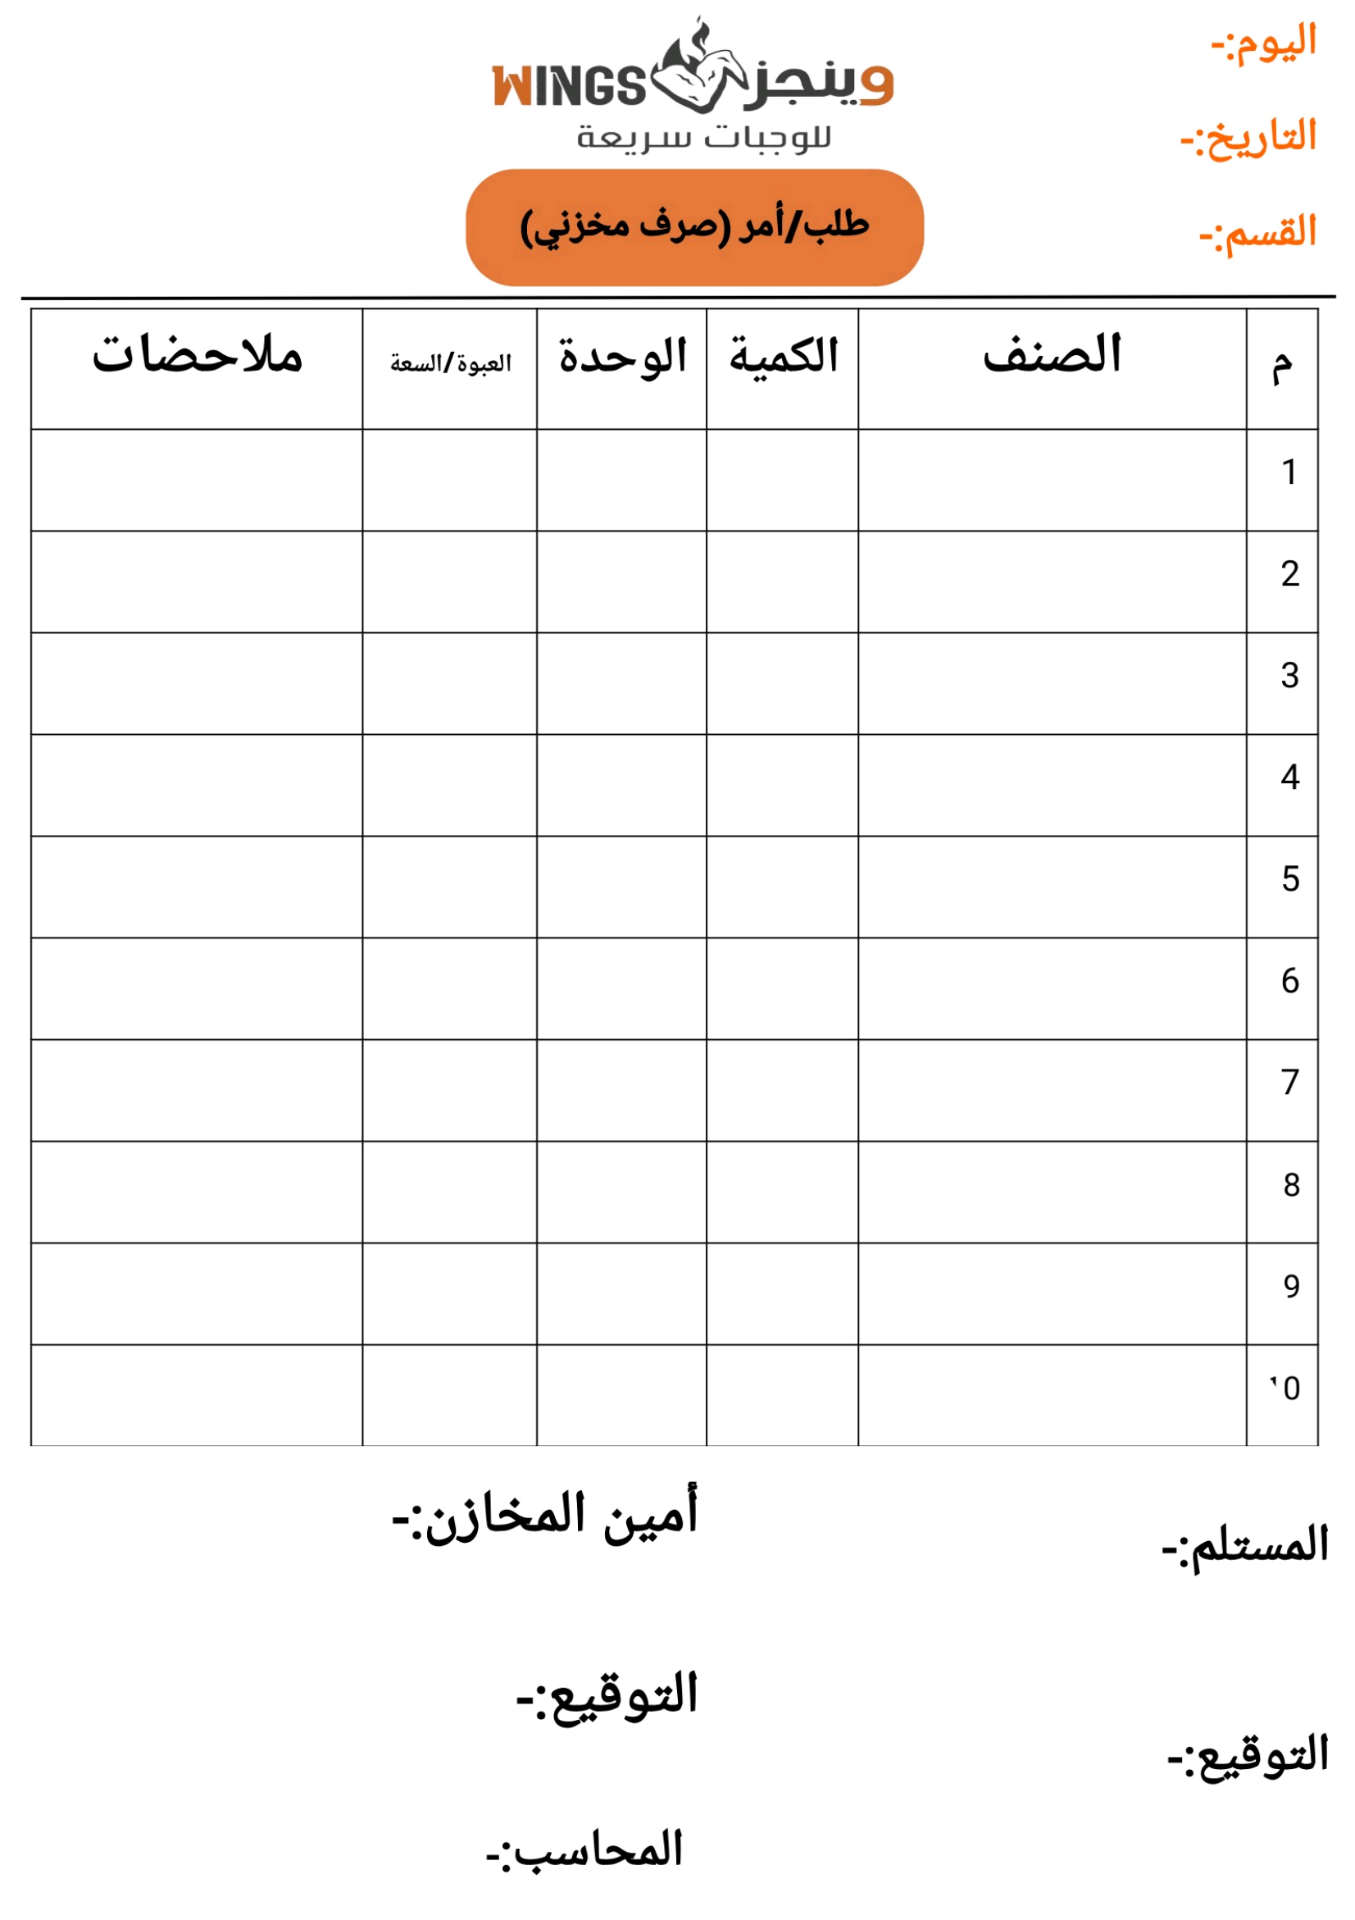 اليوم:-
WINGS وينجز
للوجبات سريعة
التاريخ:-
طلب/أمر (صرف مخزني)
القسم:-
م الصنف الكمية الوحدة العبوة/السعة ملاحضات
1
2
3
4
5
6
7
8
9
10
أمين المخازن:-
المستلم:-
التوقيع:-
التوقيع:-
المحاسب:-